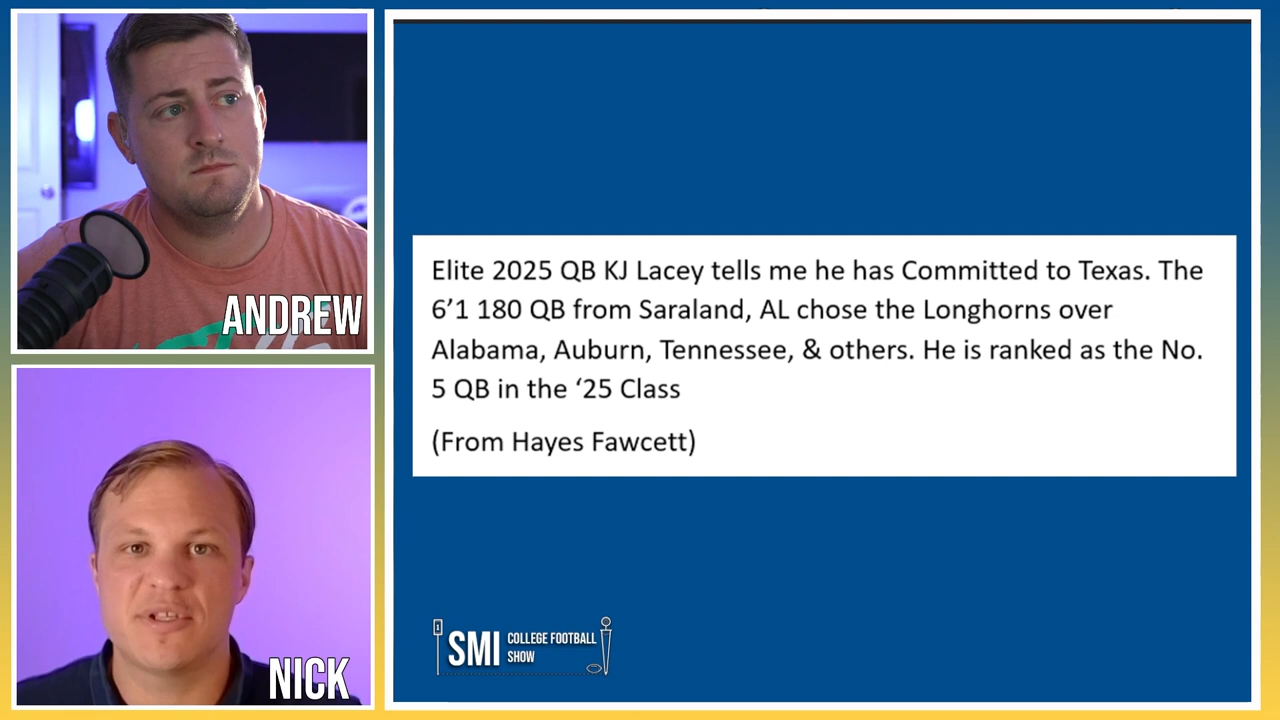 ANDREW
NICK
Elite 2025 QB KJ Lacey tells me he has Committed to Texas. The
6’1 180 QB from Saraland, AL chose the Longhorns over
Alabama, Auburn, Tennessee, & others. He is ranked as the No.
5 QB in the ‘25 Class
(From Hayes Fawcett)
1
SMI COLLEGE FOOTBALL
SHOW